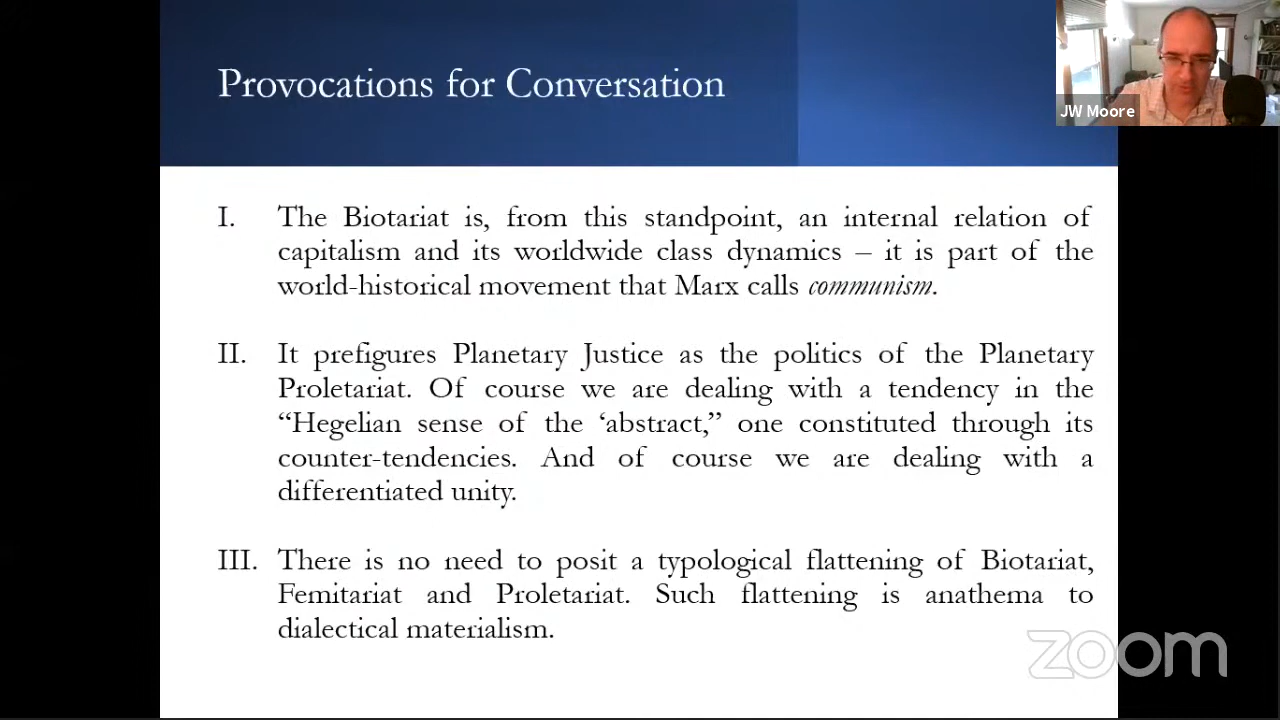 Provocations for Conversation
JW Moore
I. The Biotariat is, from this standpoint, an internal relation of
capitalism and its worldwide class dynamics – it is part of the
world-historical movement that Marx calls communism.
II. It prefigures Planetary Justice as the politics of the Planetary
Proletariat. Of course we are dealing with a tendency in the
“Hegelian sense of the ‘abstract,” one constituted through its
counter-tendencies. And of course we are dealing with a
differentiated unity.
III. There is no need to posit a typological flattening of Biotariat,
Femitariat and Proletariat. Such flattening is anathema to
dialectical materialism.
zoom